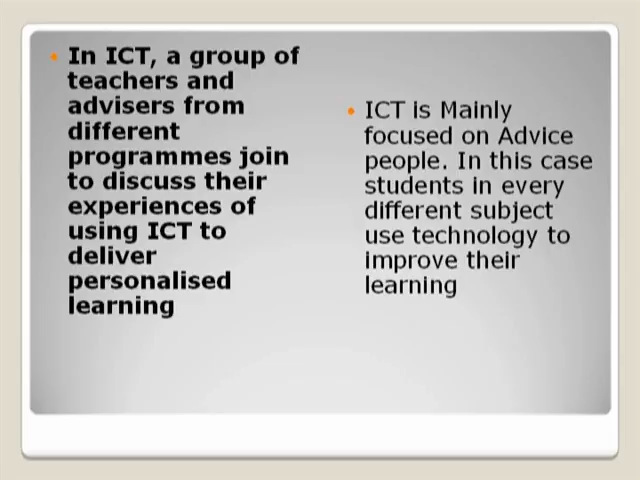 In ICT, a group of
teachers and
advisers from
different
programmes join
to discuss their
experiences of
using ICT to
deliver
personalised
learning
ICT is Mainly
focused on Advice
people. In this case
students in every
different subject
use technology to
improve their
learning